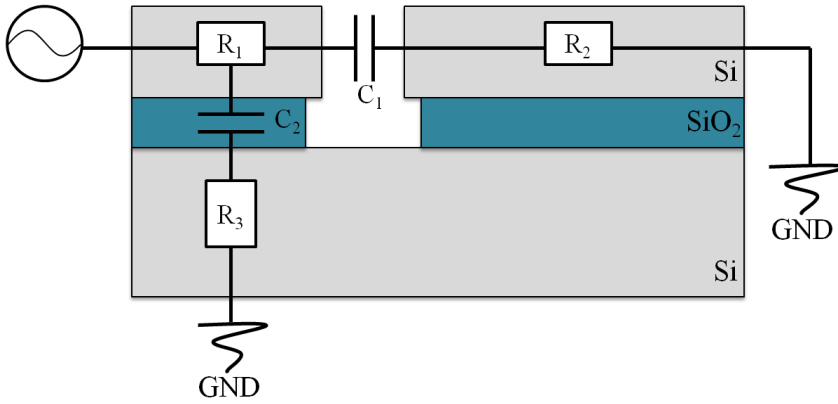 R₁
C₁
R₂
Si
C₂
SiO₂
R₃
GND
Si
GND